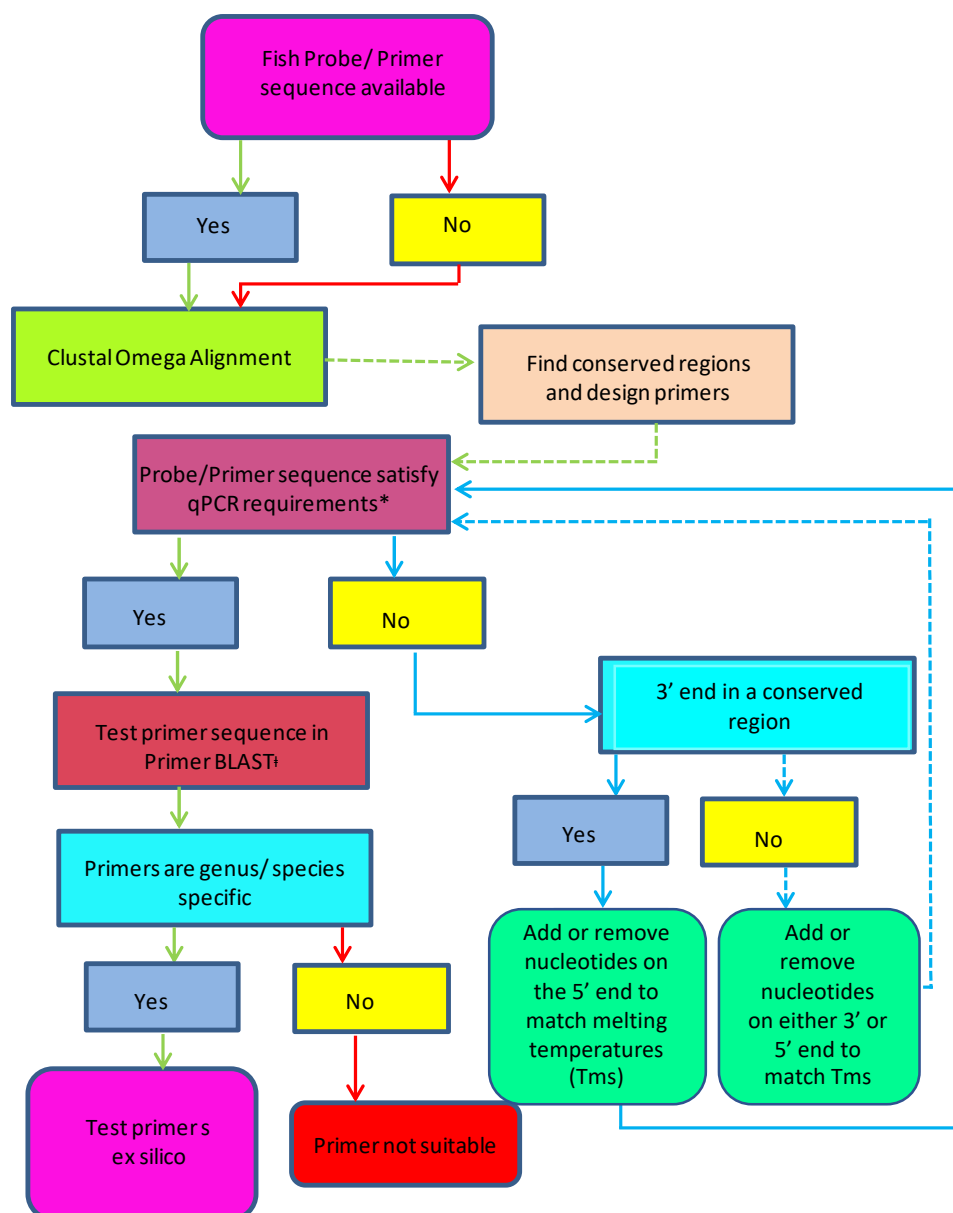 Fish Probe/ Primer
sequence available
Yes
No
Clustal Omega Alignment
Find conserved regions
and design primers
Probe/Primer sequence satisfy
qPCR requirements*
Yes
No
3’ end in a conserved
region
Test primer sequence in
Primer BLASTǂ
Yes
No
Primers are genus/ species
specific
Add or remove
nucleotides on
the 5’ end to
match melting
temperatures
(Tms)
Add or
remove
nucleotides
on either 3’ or
5’ end to
match Tms
Yes
No
Test primer s
ex silico
Primer not suitable